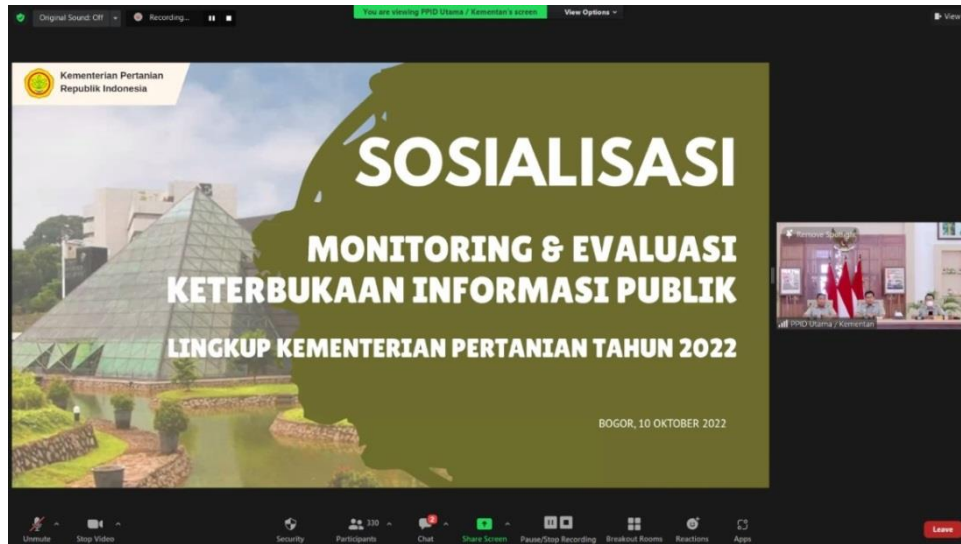 Original Sound: Off
Recording...
You are viewing PPID Utama / Kementan's screen
View Options
View
Kementerian Pertanian
Republik Indonesia
SOSIALISASI
MONITORING & EVALUASI
KETERBUKAAN INFORMASI PUBLIK
LINGKUP KEMENTERIAN PERTANIAN TAHUN 2022
BOGOR, 10 OKTOBER 2022
Remove Spotlight
PPID Utama / Kementan
Unmute
Stop Video
Security
Participants
330
Chat
2
Share Screen
Pause/Stop Recording
Breakout Rooms
Reactions
Apps
Leave